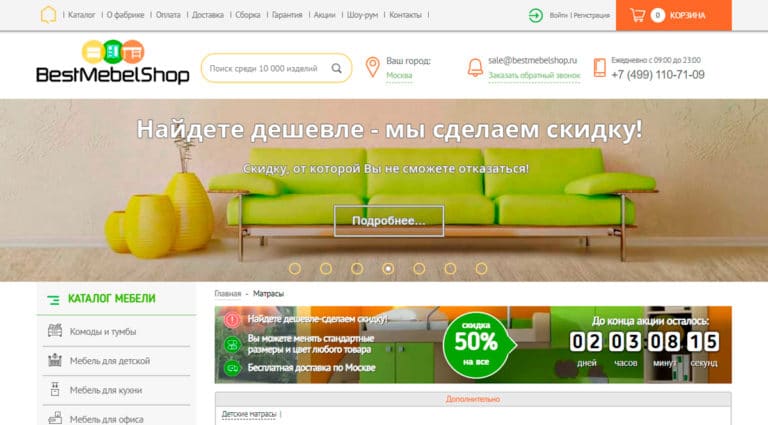 Каталог | О фабрике | Оплата | Доставка | Сборка | Гарантия | Акции | Шоу-рум | Контакты |
Войти | Регистрация
0 КОРЗИНА
BestMebelShop
Поиск среди 10 000 изделий
Ваш город:
Москва
sale@bestmebelshop.ru
Заказать обратный звонок
Ежедневно с 09:00 до 23:00
+7 (499) 110-71-09
Найдете дешевле - мы сделаем скидку!
Скидку, от которой Вы не сможете отказаться!
Подробнее...
КАТАЛОГ МЕБЕЛИ
Комоды и тумбы
Мебель для детской
Мебель для кухни
Мебель для офиса
Главная - Матрасы
Найдете дешевле-сделаем скидку!
Вы можете менять стандартные
размеры и цвет любого товара
Бесплатная доставка по Москве
скидка
50%
на все
До конца акции осталось:
02 03 08 15
дней часов минут секунд
Дополнительно
Детские матрасы |